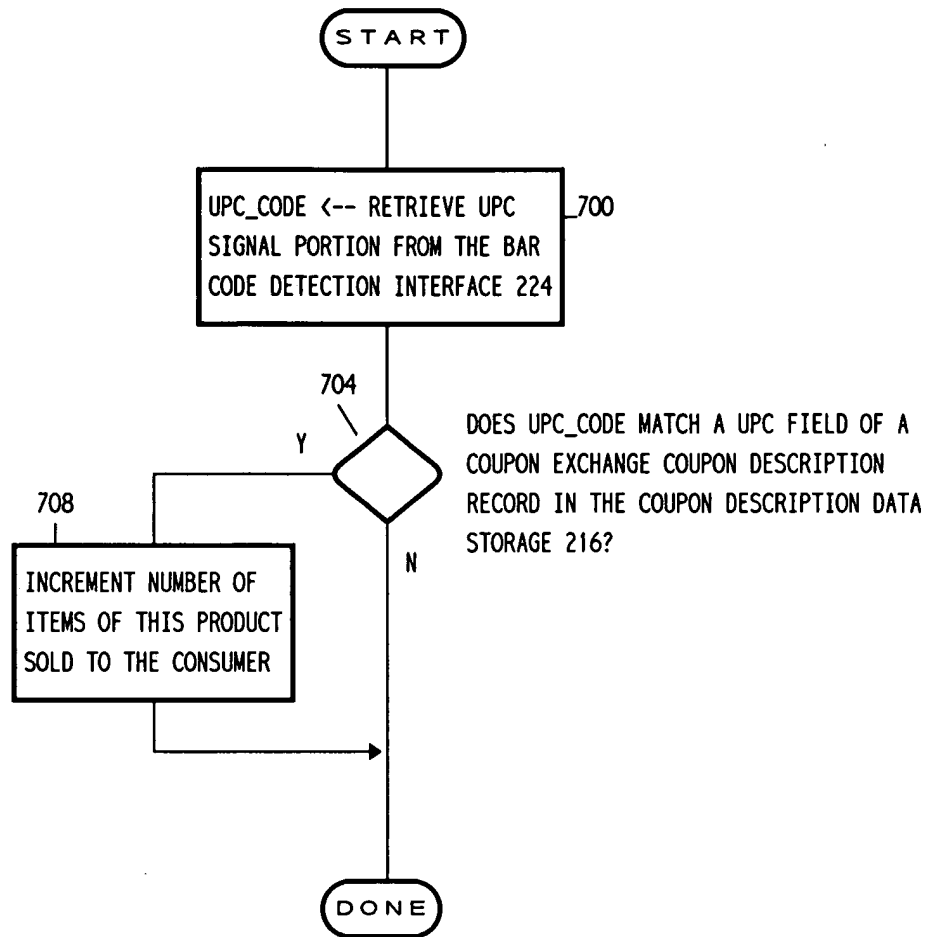 START
UPC_CODE <-- RETRIEVE UPC
SIGNAL PORTION FROM THE BAR
CODE DETECTION INTERFACE 224
700
704
Y
DOES UPC_CODE MATCH A UPC FIELD OF A
COUPON EXCHANGE COUPON DESCRIPTION
RECORD IN THE COUPON DESCRIPTION DATA
STORAGE 216?
N
708
INCREMENT NUMBER OF
ITEMS OF THIS PRODUCT
SOLD TO THE CONSUMER
DONE